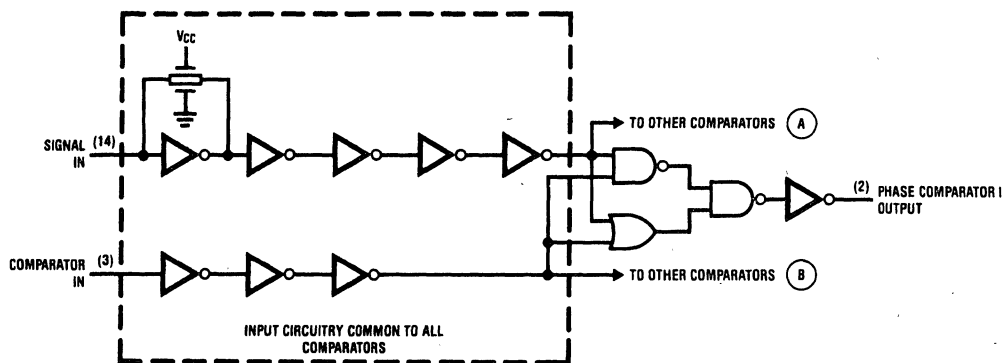 VCC
SIGNAL
IN
(14)
TO OTHER COMPARATORS
A
(2)
PHASE COMPARATOR I
OUTPUT
COMPARATOR
IN
(3)
TO OTHER COMPARATORS
B
INPUT CIRCUITRY COMMON TO ALL
COMPARATORS